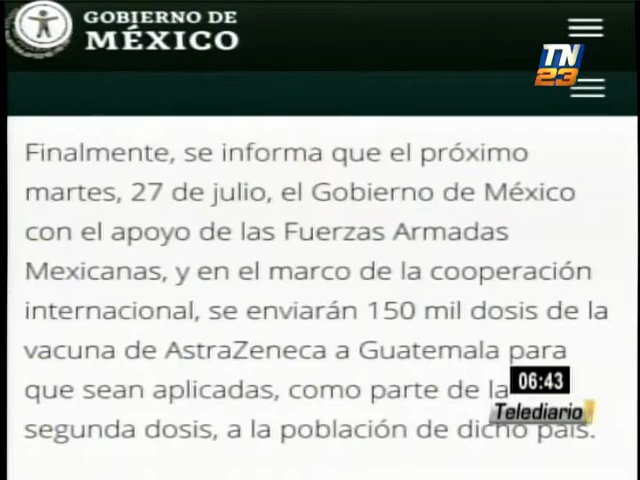 GOBIERNO DE
MÉXICO
TN
23
Finalmente, se informa que el próximo
martes, 27 de julio, el Gobierno de México
con el apoyo de las Fuerzas Armadas
Mexicanas, y en el marco de la cooperación
internacional, se enviarán 150 mil dosis de la
vacuna de AstraZeneca a Guatemala para
que sean aplicadas, como parte de la
06:43
Telediario
segunda dosis, a la población de dicho país.